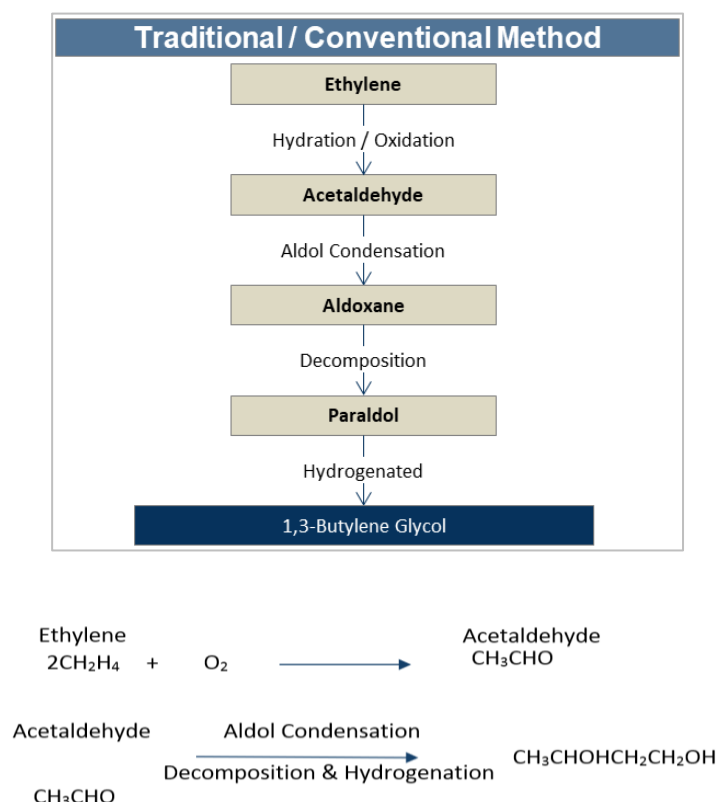 Traditional / Conventional Method
Ethylene
Hydration / Oxidation
Acetaldehyde
Aldol Condensation
Aldoxane
Decomposition
Paraldol
Hydrogenated
1,3-Butylene Glycol
Ethylene Acetaldehyde
2CH₂H₄ + O₂ CH₃CHO
Acetaldehyde Aldol Condensation
Decomposition & Hydrogenation CH₃CHOHCH₂CH₂OH
CH₃CHO